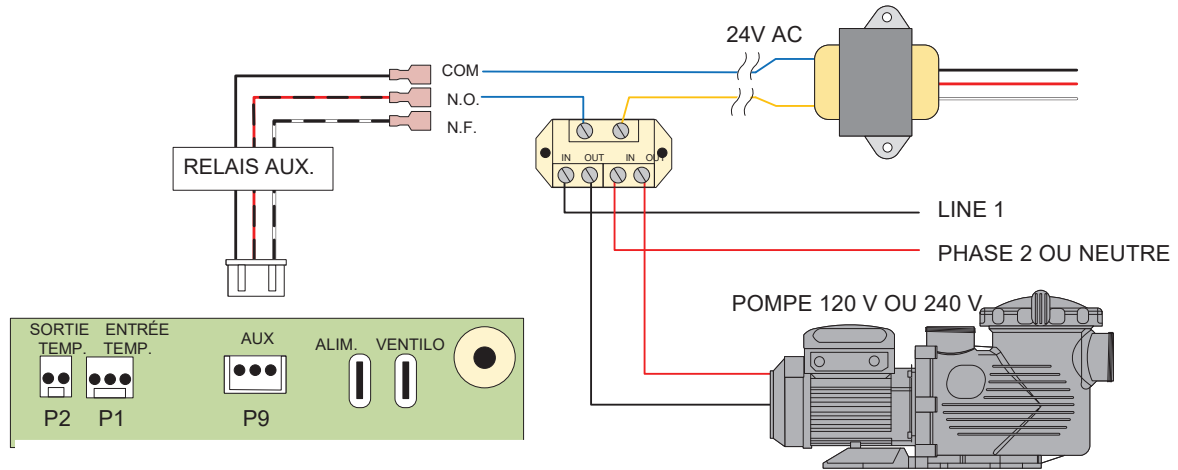 24V AC
COM
N.O.
N.F.
RELAIS AUX.
IN OUT IN OUT
LINE 1
PHASE 2 OU NEUTRE
POMPE 120 V OU 240 V
SORTIE TEMP.
ENTRÉE TEMP.
AUX
ALIM.
VENTILO
P2
P1
P9